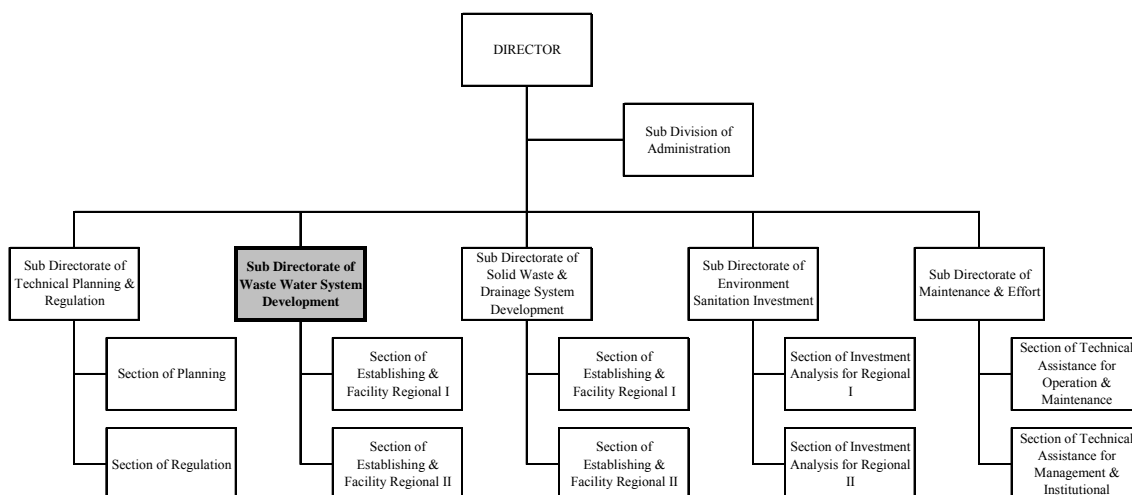 DIRECTOR
Sub Division of
Administration
Sub Directorate of
Technical Planning &
Regulation
Sub Directorate of
Waste Water System
Development
Sub Directorate of
Solid Waste &
Drainage System
Development
Sub Directorate of
Environment
Sanitation Investment
Sub Directorate of
Maintenance & Effort
Section of Planning
Section of
Establishing &
Facility Regional I
Section of
Establishing &
Facility Regional I
Section of Investment
Analysis for Regional
I
Section of Technical
Assistance for
Operation &
Maintenance
Section of Regulation
Section of
Establishing &
Facility Regional II
Section of
Establishing &
Facility Regional II
Section of Investment
Analysis for Regional
II
Section of Technical
Assistance for
Management &
Institutional